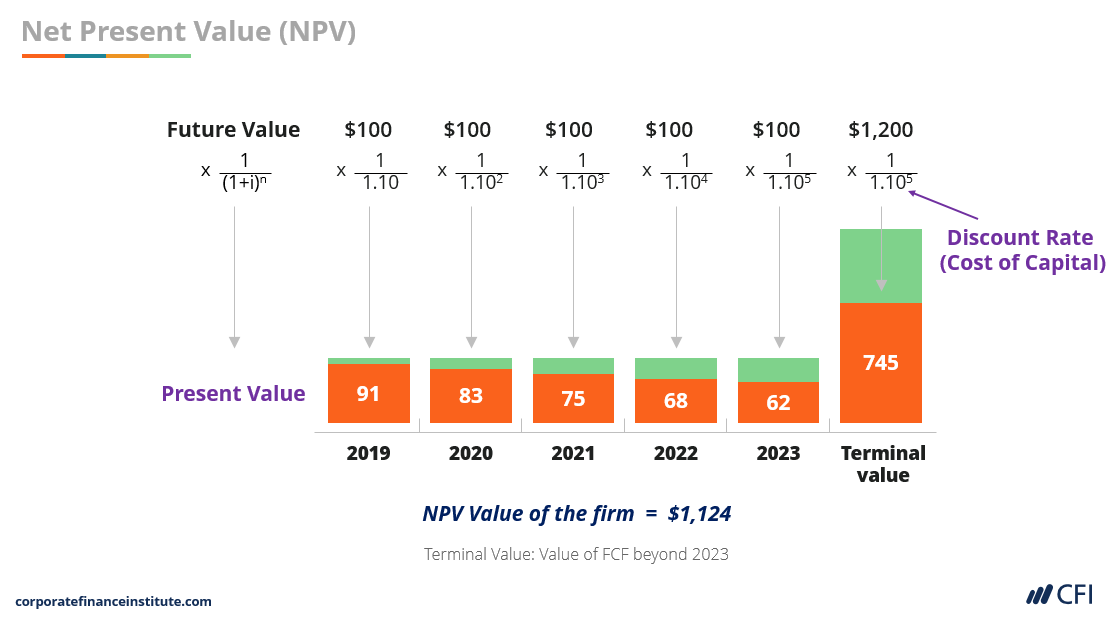 Net Present Value (NPV)
Future Value $100 $100 $100 $100 $100 $1,200
x 1/(1+i)ⁿ x 1/1.10 x 1/1.10² x 1/1.10³ x 1/1.10⁴ x 1/1.10⁵ x 1/1.10⁵
Discount Rate
(Cost of Capital)
Present Value 91 83 75 68 62 745
2019 2020 2021 2022 2023 Terminal
value
NPV Value of the firm = $1,124
Terminal Value: Value of FCF beyond 2023
corporatefinanceinstitute.com
CFI